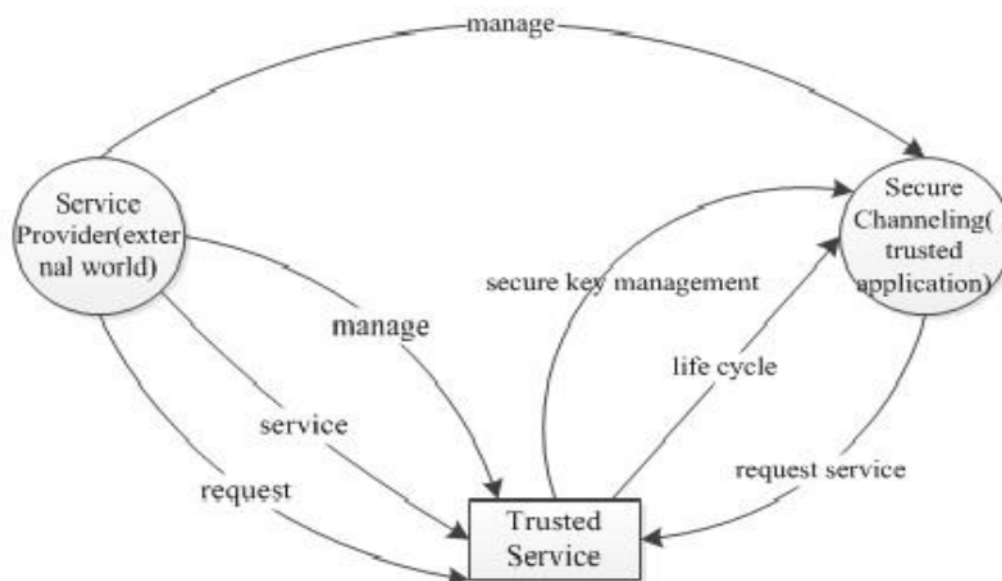 manage
Service
Provider(exter
nal world)
Secure
Channeling(
trusted
application)
secure key management
manage
life cycle
service
request service
request
Trusted
Service